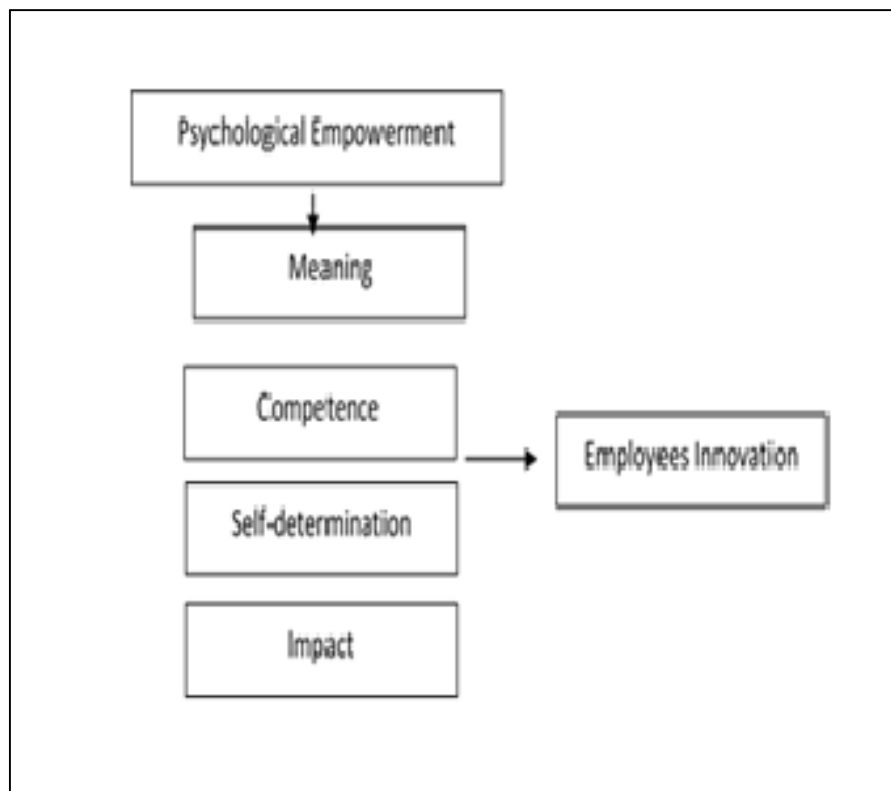 Psychological Empowerment
Meaning
Competence
Employees Innovation
Self-determination
Impact